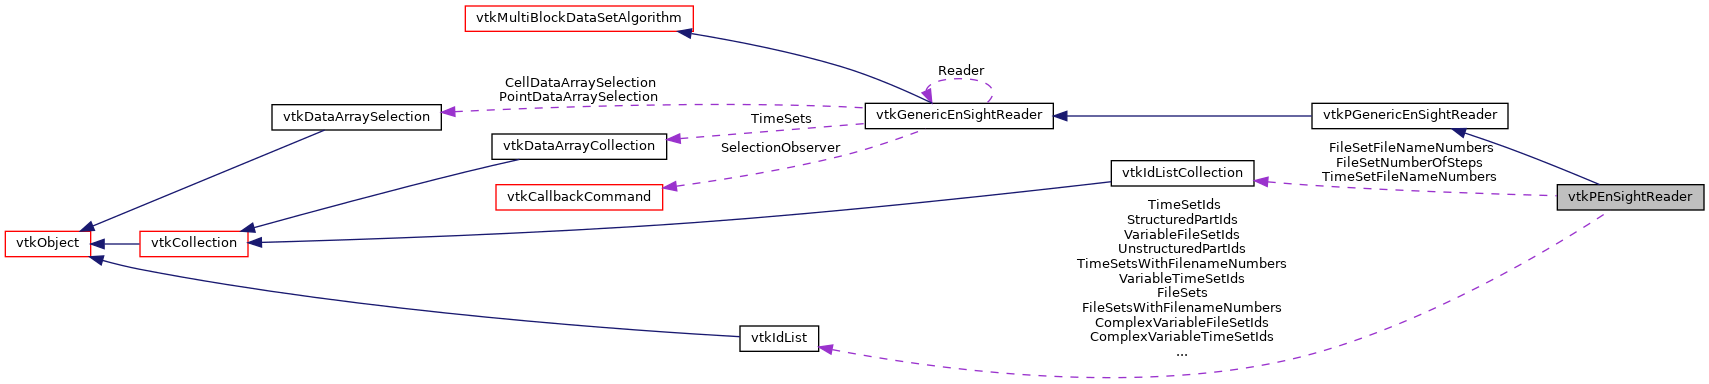 vtkMultiBlockDataSetAlgorithm
Reader
CellDataArraySelection
PointDataArraySelection
vtkDataArraySelection
vtkGenericEnSightReader
vtkPGenericEnSightReader
TimeSets
vtkDataArrayCollection
SelectionObserver
FileSetFileNameNumbers
FileSetNumberOfSteps
TimeSetFileNameNumbers
vtkIdListCollection
vtkCallbackCommand
vtkPEnSightReader
TimeSetIds
StructuredPartIds
VariableFileSetIds
UnstructuredPartIds
TimeSetsWithFilenameNumbers
VariableTimeSetIds
FileSets
FileSetsWithFilenameNumbers
ComplexVariableFileSetIds
ComplexVariableTimeSetIds
...
vtkObject
vtkCollection
vtkIdList